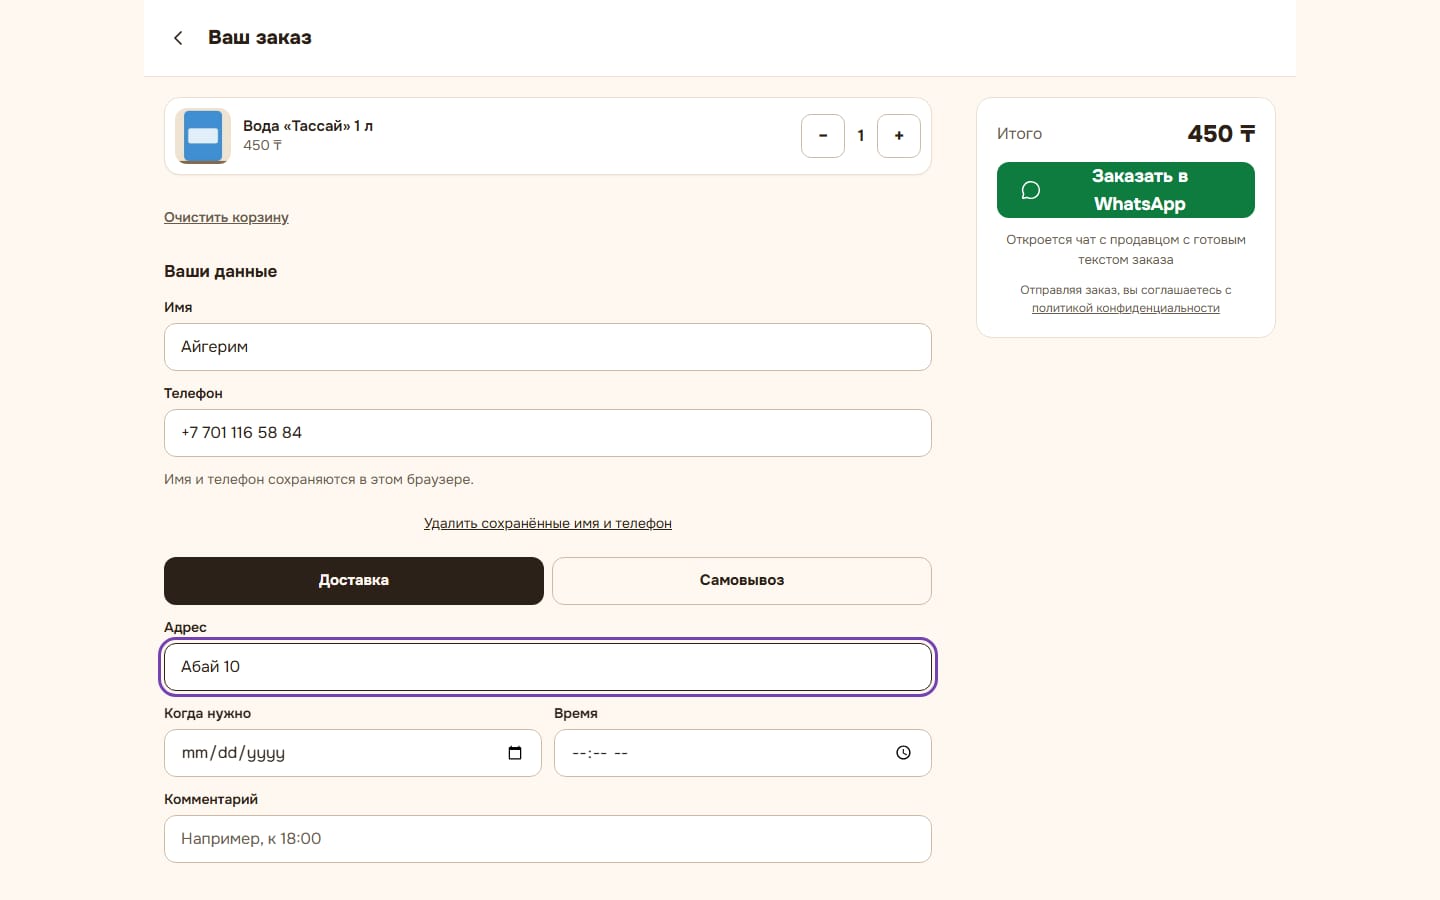 Ваш заказ
Вода «Тассай» 1 л
450 ₸
−
1
+
Очистить корзину
Ваши данные
Имя
Айгерим
Телефон
+7 701 116 58 84
Имя и телефон сохраняются в этом браузере.
Удалить сохранённые имя и телефон
Доставка
Самовывоз
Адрес
Абай 10
Когда нужно
Время
mm/dd/yyyy
--:-- --
Комментарий
Например, к 18:00
Итого
450 ₸
Заказать в
WhatsApp
Откроется чат с продавцом с готовым
текстом заказа
Отправляя заказ, вы соглашаетесь с
политикой конфиденциальности